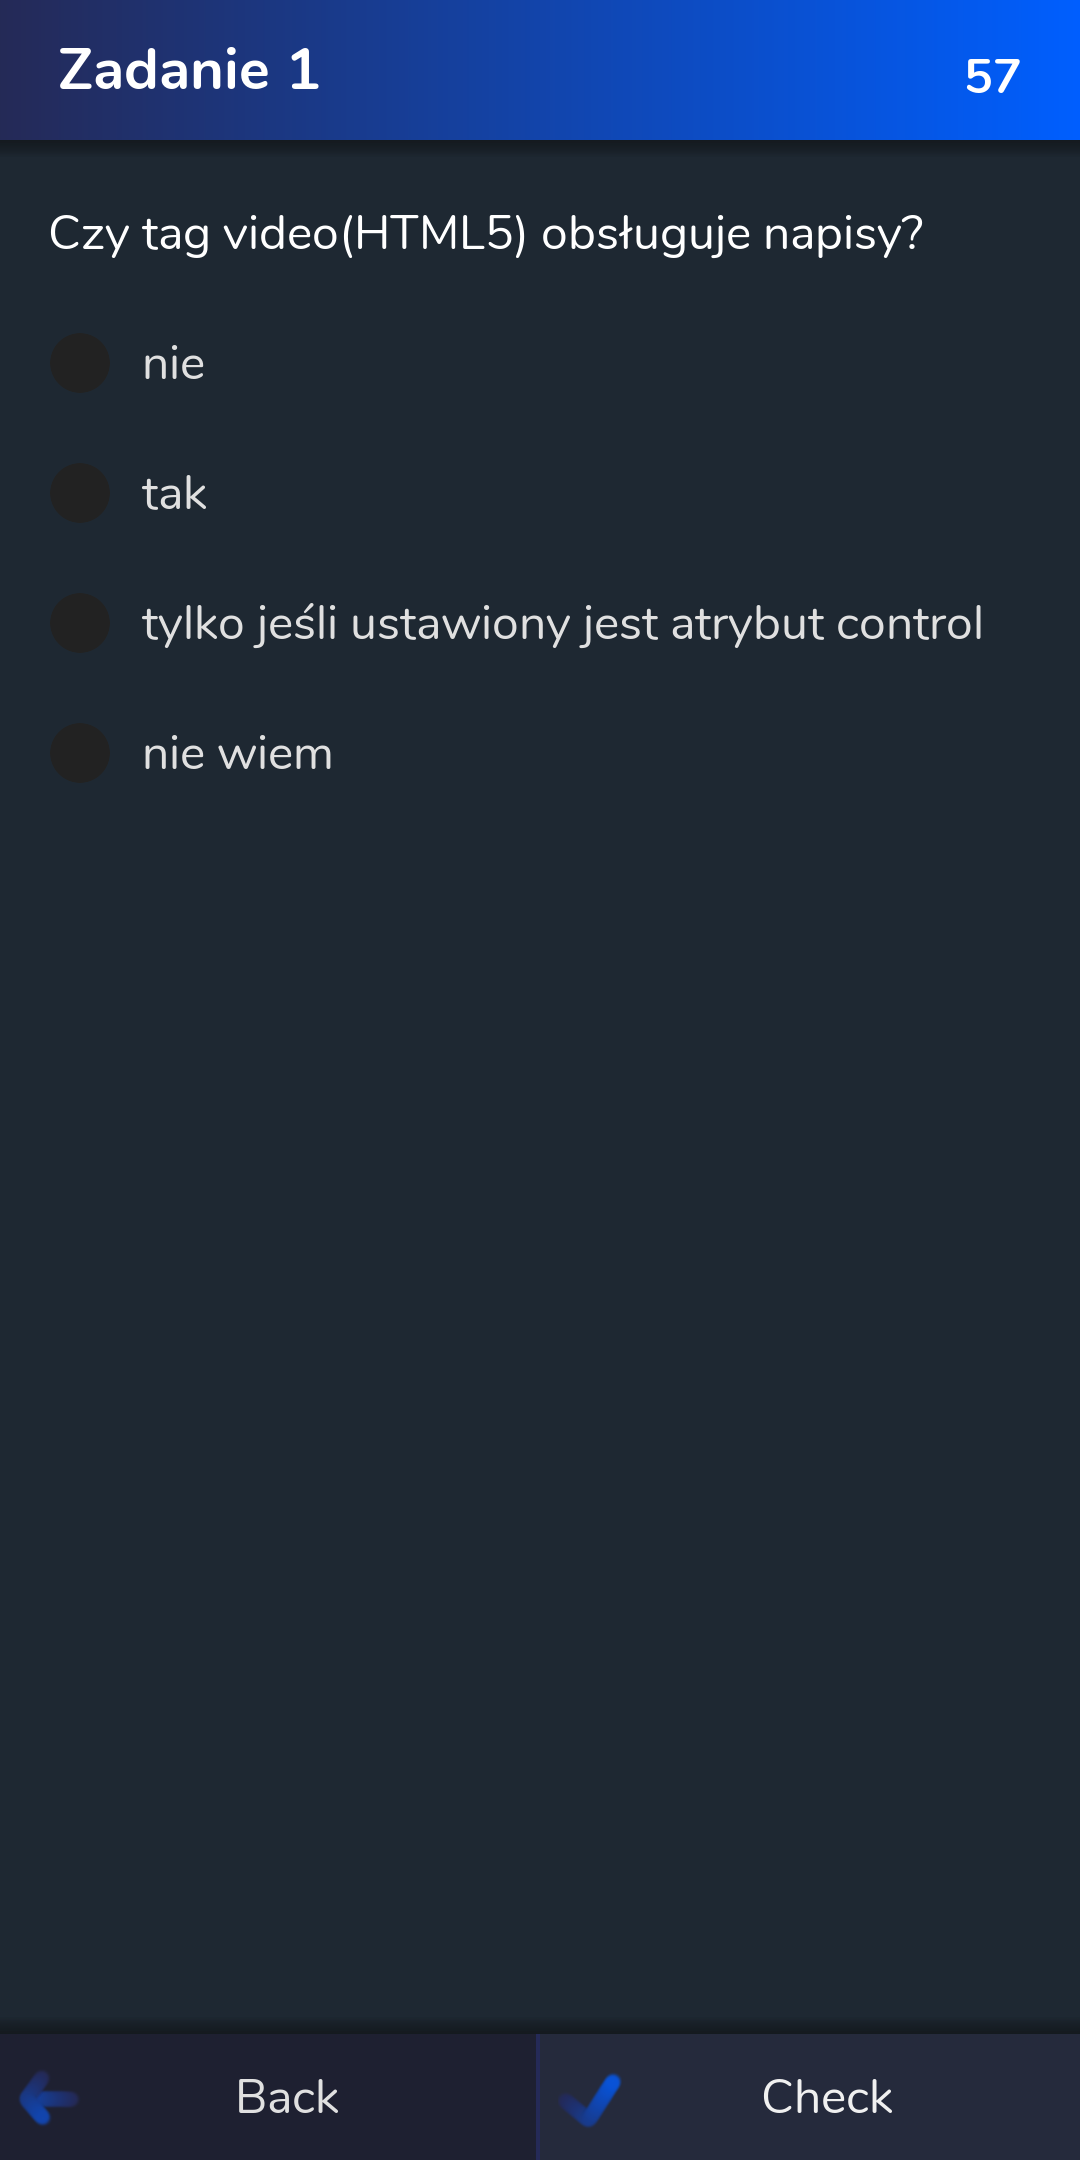 Zadanie 1
57
Czy tag video(HTML5) obsługuje napisy?
nie
tak
tylko jeśli ustawiony jest atrybut control
nie wiem
Back
Check